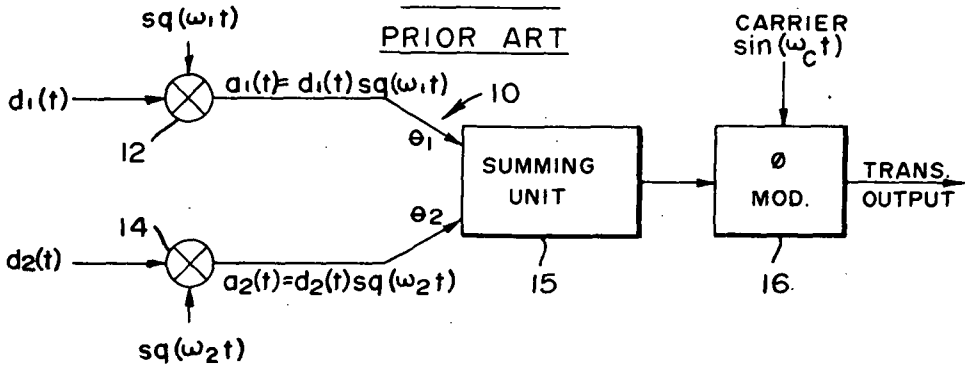 sq(ω₁t)
PRIOR ART
CARRIER
sin(ω_c t)
d₁(t)
a₁(t)= d₁(t) sq(ω₁t)
10
12
θ₁
SUMMING
UNIT
ø
MOD.
TRANS.
OUTPUT
θ₂
14
d₂(t)
a₂(t)=d₂(t) sq(ω₂t)
15
16.
sq(ω₂t)